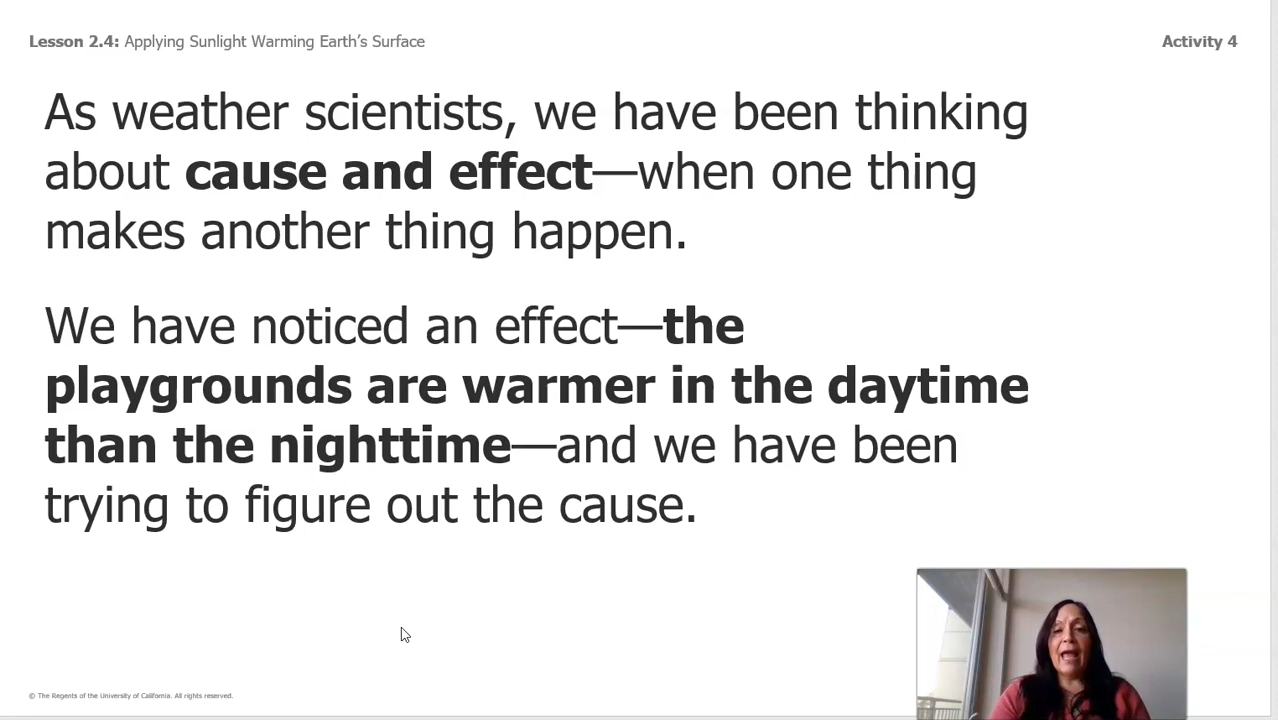 Lesson 2.4: Applying Sunlight Warming Earth's Surface
Activity 4
As weather scientists, we have been thinking
about cause and effect—when one thing
makes another thing happen.
We have noticed an effect—the
playgrounds are warmer in the daytime
than the nighttime—and we have been
trying to figure out the cause.
© The Regents of the University of California. All rights reserved.